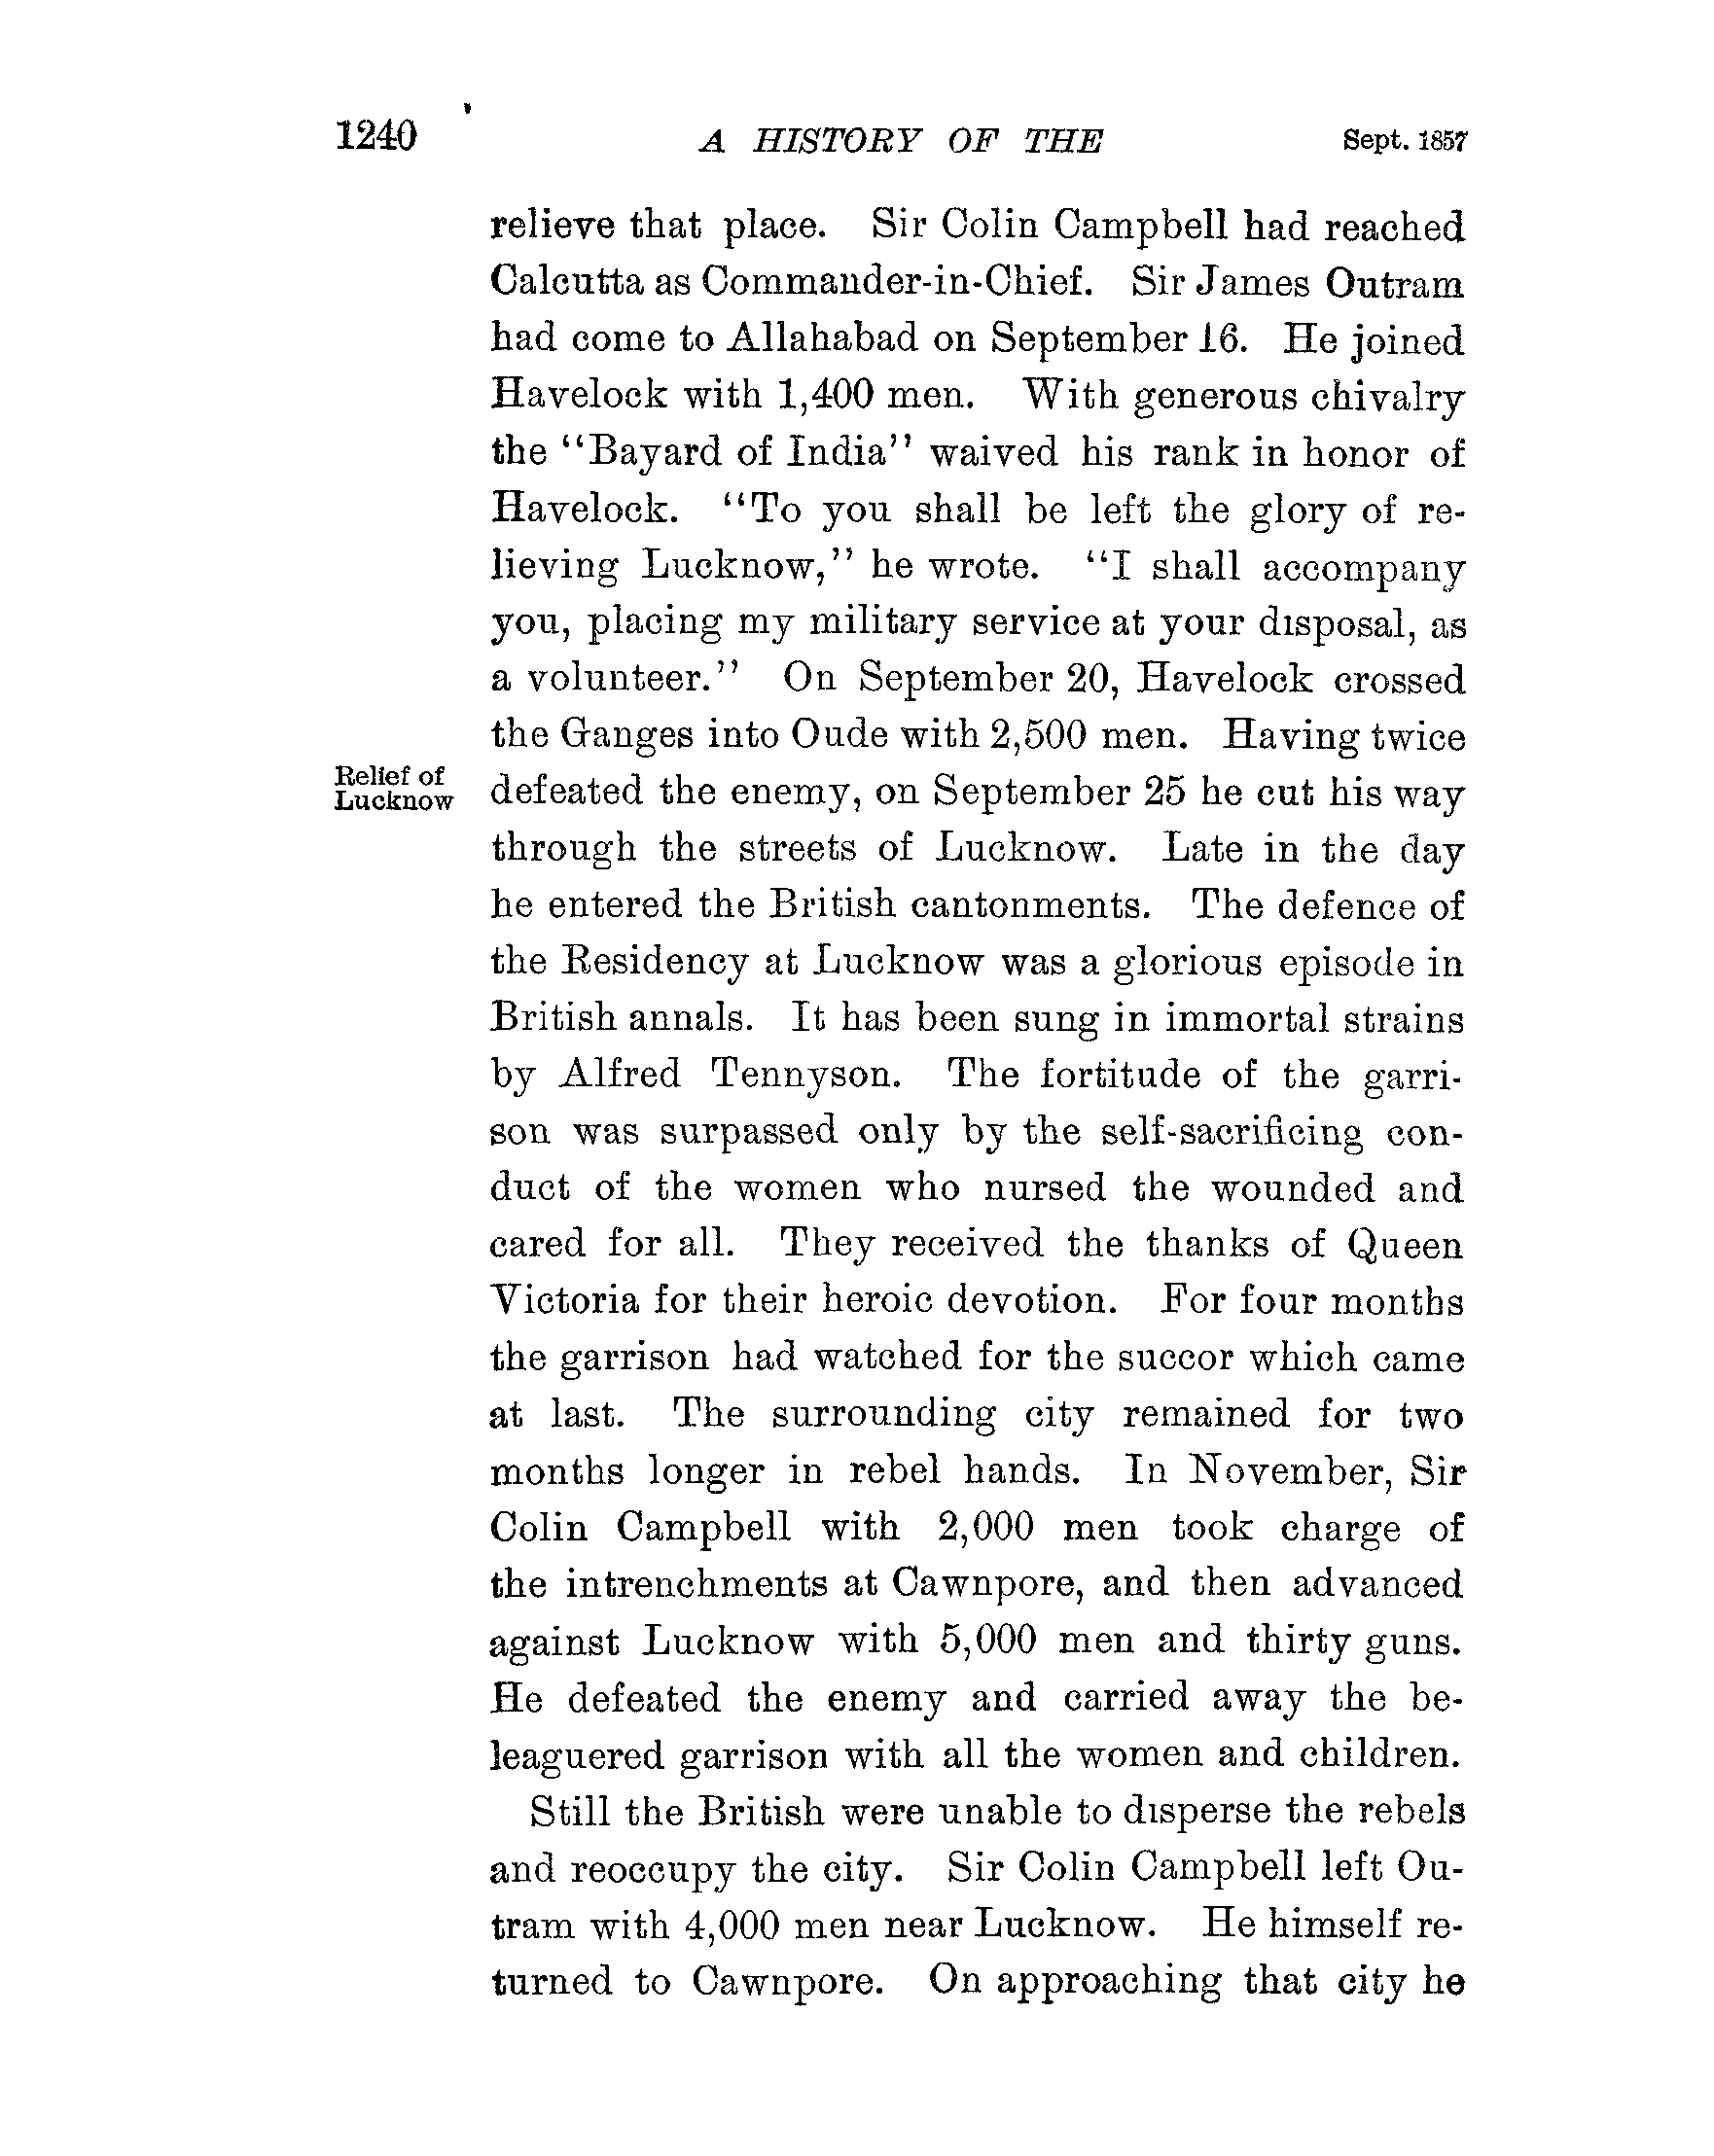 1240 A HISTORY OF THE Sept. 1857
relieve that place. Sir Colin Campbell had reached
Calcutta as Commander-in-Chief. Sir James Outram
had come to Allahabad on September 16. He joined
Havelock with 1,400 men. With generous chivalry
the "Bayard of India" waived his rank in honor of
Havelock. "To you shall be left the glory of re-
lieving Lucknow," he wrote. "I shall accompany
you, placing my military service at your disposal, as
a volunteer." On September 20, Havelock crossed
the Ganges into Oude with 2,500 men. Having twice
Relief of
Lucknow
defeated the enemy, on September 25 he cut his way
through the streets of Lucknow. Late in the day
he entered the British cantonments. The defence of
the Residency at Lucknow was a glorious episode in
British annals. It has been sung in immortal strains
by Alfred Tennyson. The fortitude of the garri-
son was surpassed only by the self-sacrificing con-
duct of the women who nursed the wounded and
cared for all. They received the thanks of Queen
Victoria for their heroic devotion. For four months
the garrison had watched for the succor which came
at last. The surrounding city remained for two
months longer in rebel hands. In November, Sir
Colin Campbell with 2,000 men took charge of
the intrenchments at Cawnpore, and then advanced
against Lucknow with 5,000 men and thirty guns.
He defeated the enemy and carried away the be-
leaguered garrison with all the women and children.
Still the British were unable to disperse the rebels
and reoccupy the city. Sir Colin Campbell left Ou-
tram with 4,000 men near Lucknow. He himself re-
turned to Cawnpore. On approaching that city he